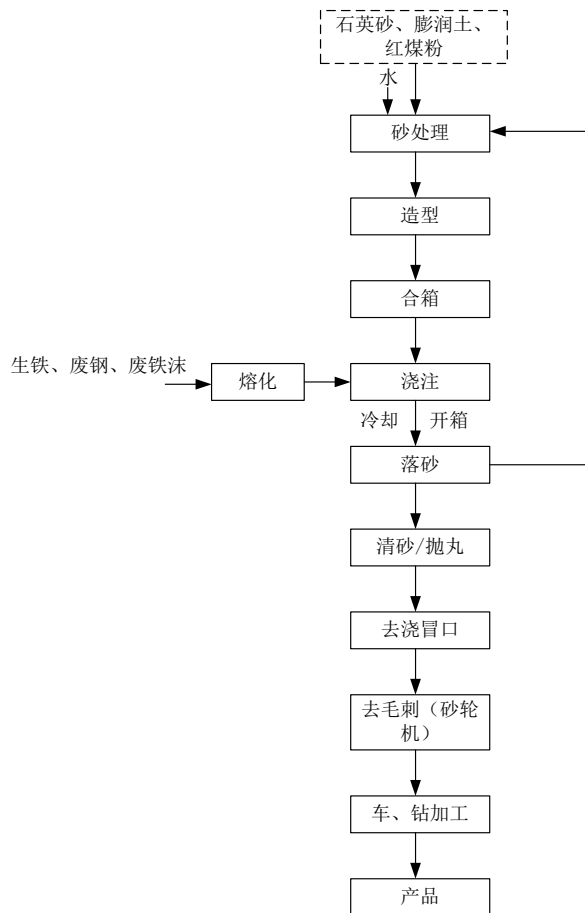 石英砂、膨润土、
红煤粉
水
砂处理
造型
合箱
生铁、废钢、废铁沫
熔化
浇注
冷却
开箱
落砂
清砂/抛丸
去浇冒口
去毛刺（砂轮
机）
车、钻加工
产品